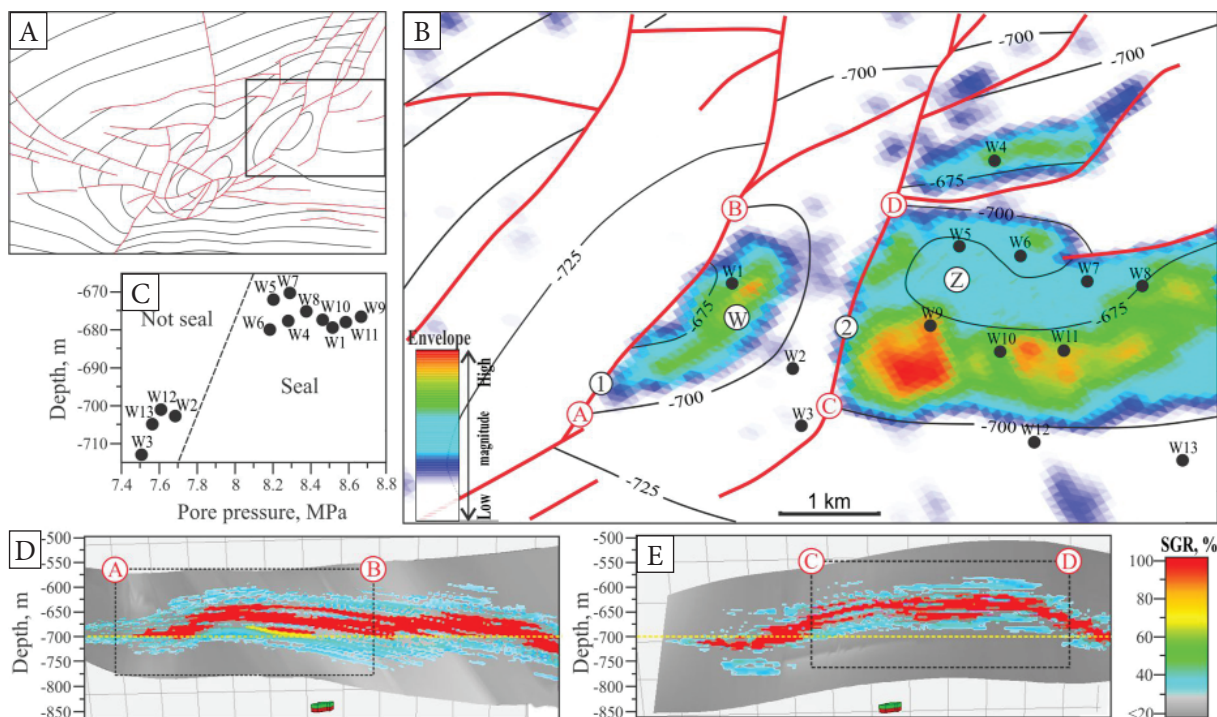 A
B
-700
-700
-700
W4
-675
D
-700
B
-725
W5
W6
Z
W7
W8
W1
-675
W
-675
W9
2
W10
W11
Envelope
High
magnitude
Low
1
W2
A
-700
C
W3
-700
W12
W13
-725
1 km
C
Depth, m
-670
-680
-690
-700
-710
Not seal
Seal
W5
W7
W8
W10
W9
W6
W4
W1
W11
W12
W13
W2
W3
7.4 7.6 7.8 8 8.2 8.4 8.6 8.8
Pore pressure, MPa
D
Depth, m
-500
-550
-600
-650
-700
-750
-800
-850
A
B
E
Depth, m
-500
-550
-600
-650
-700
-750
-800
-850
C
D
SGR, %
100
80
60
40
<20